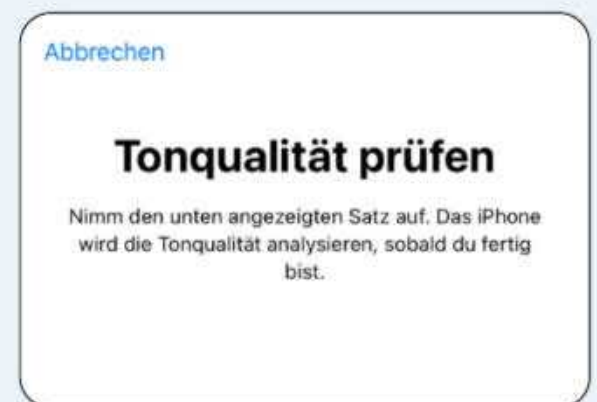 Abbrechen
Tonqualität prüfen
Nimm den unten angezeigten Satz auf. Das iPhone
wird die Tonqualität analysieren, sobald du fertig
bist.